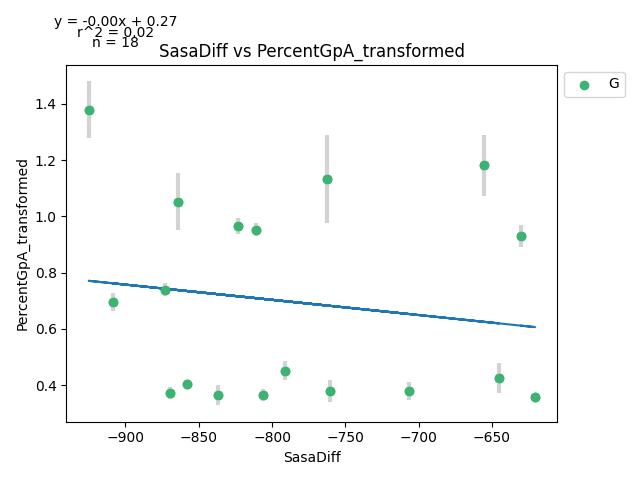 y = -0.00x + 0.27
r^2 = 0.02
n = 18
SasaDiff vs PercentGpA_transformed
G
PercentGpA_transformed
1.4
1.2
1.0
0.8
0.6
0.4
−900
−850
−800
−750
−700
−650
SasaDiff